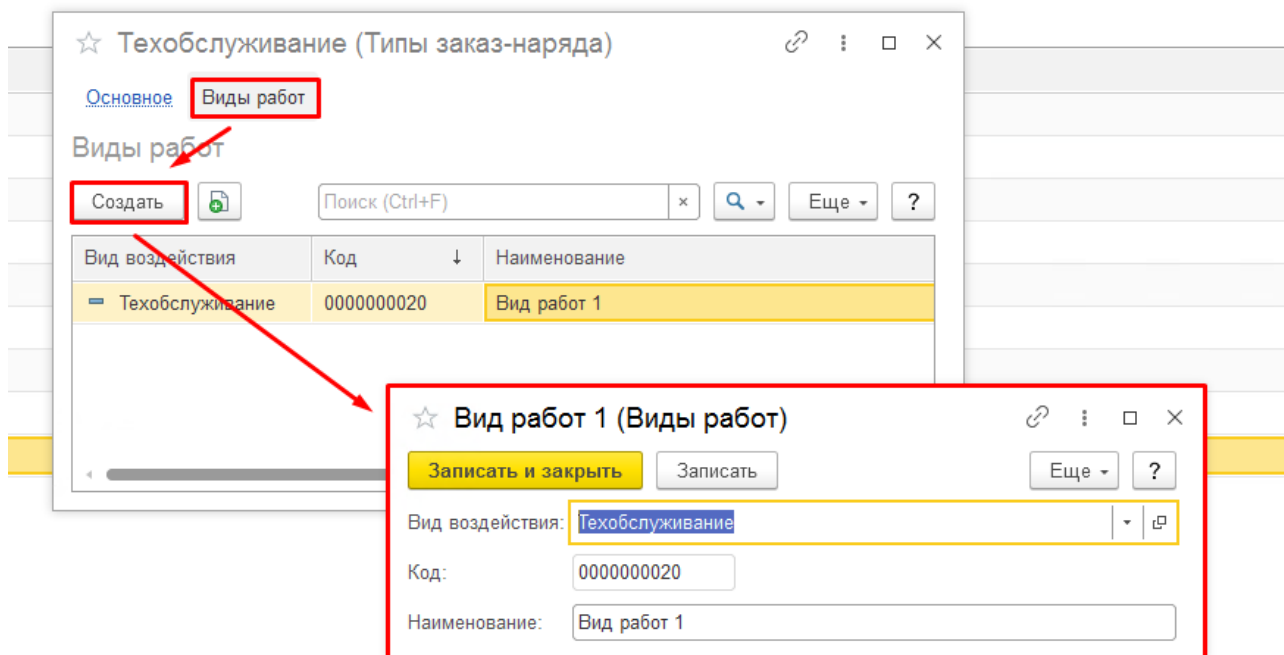 Техобслуживание (Типы заказ-наряда)
Основное Виды работ
Виды работ
Создать Поиск (Ctrl+F) × Еще ?
Вид воздействия Код ↓ Наименование
Техобслуживание 0000000020 Вид работ 1
Вид работ 1 (Виды работ)
Записать и закрыть Записать Еще ?
Вид воздействия: Техобслуживание
Код: 0000000020
Наименование: Вид работ 1